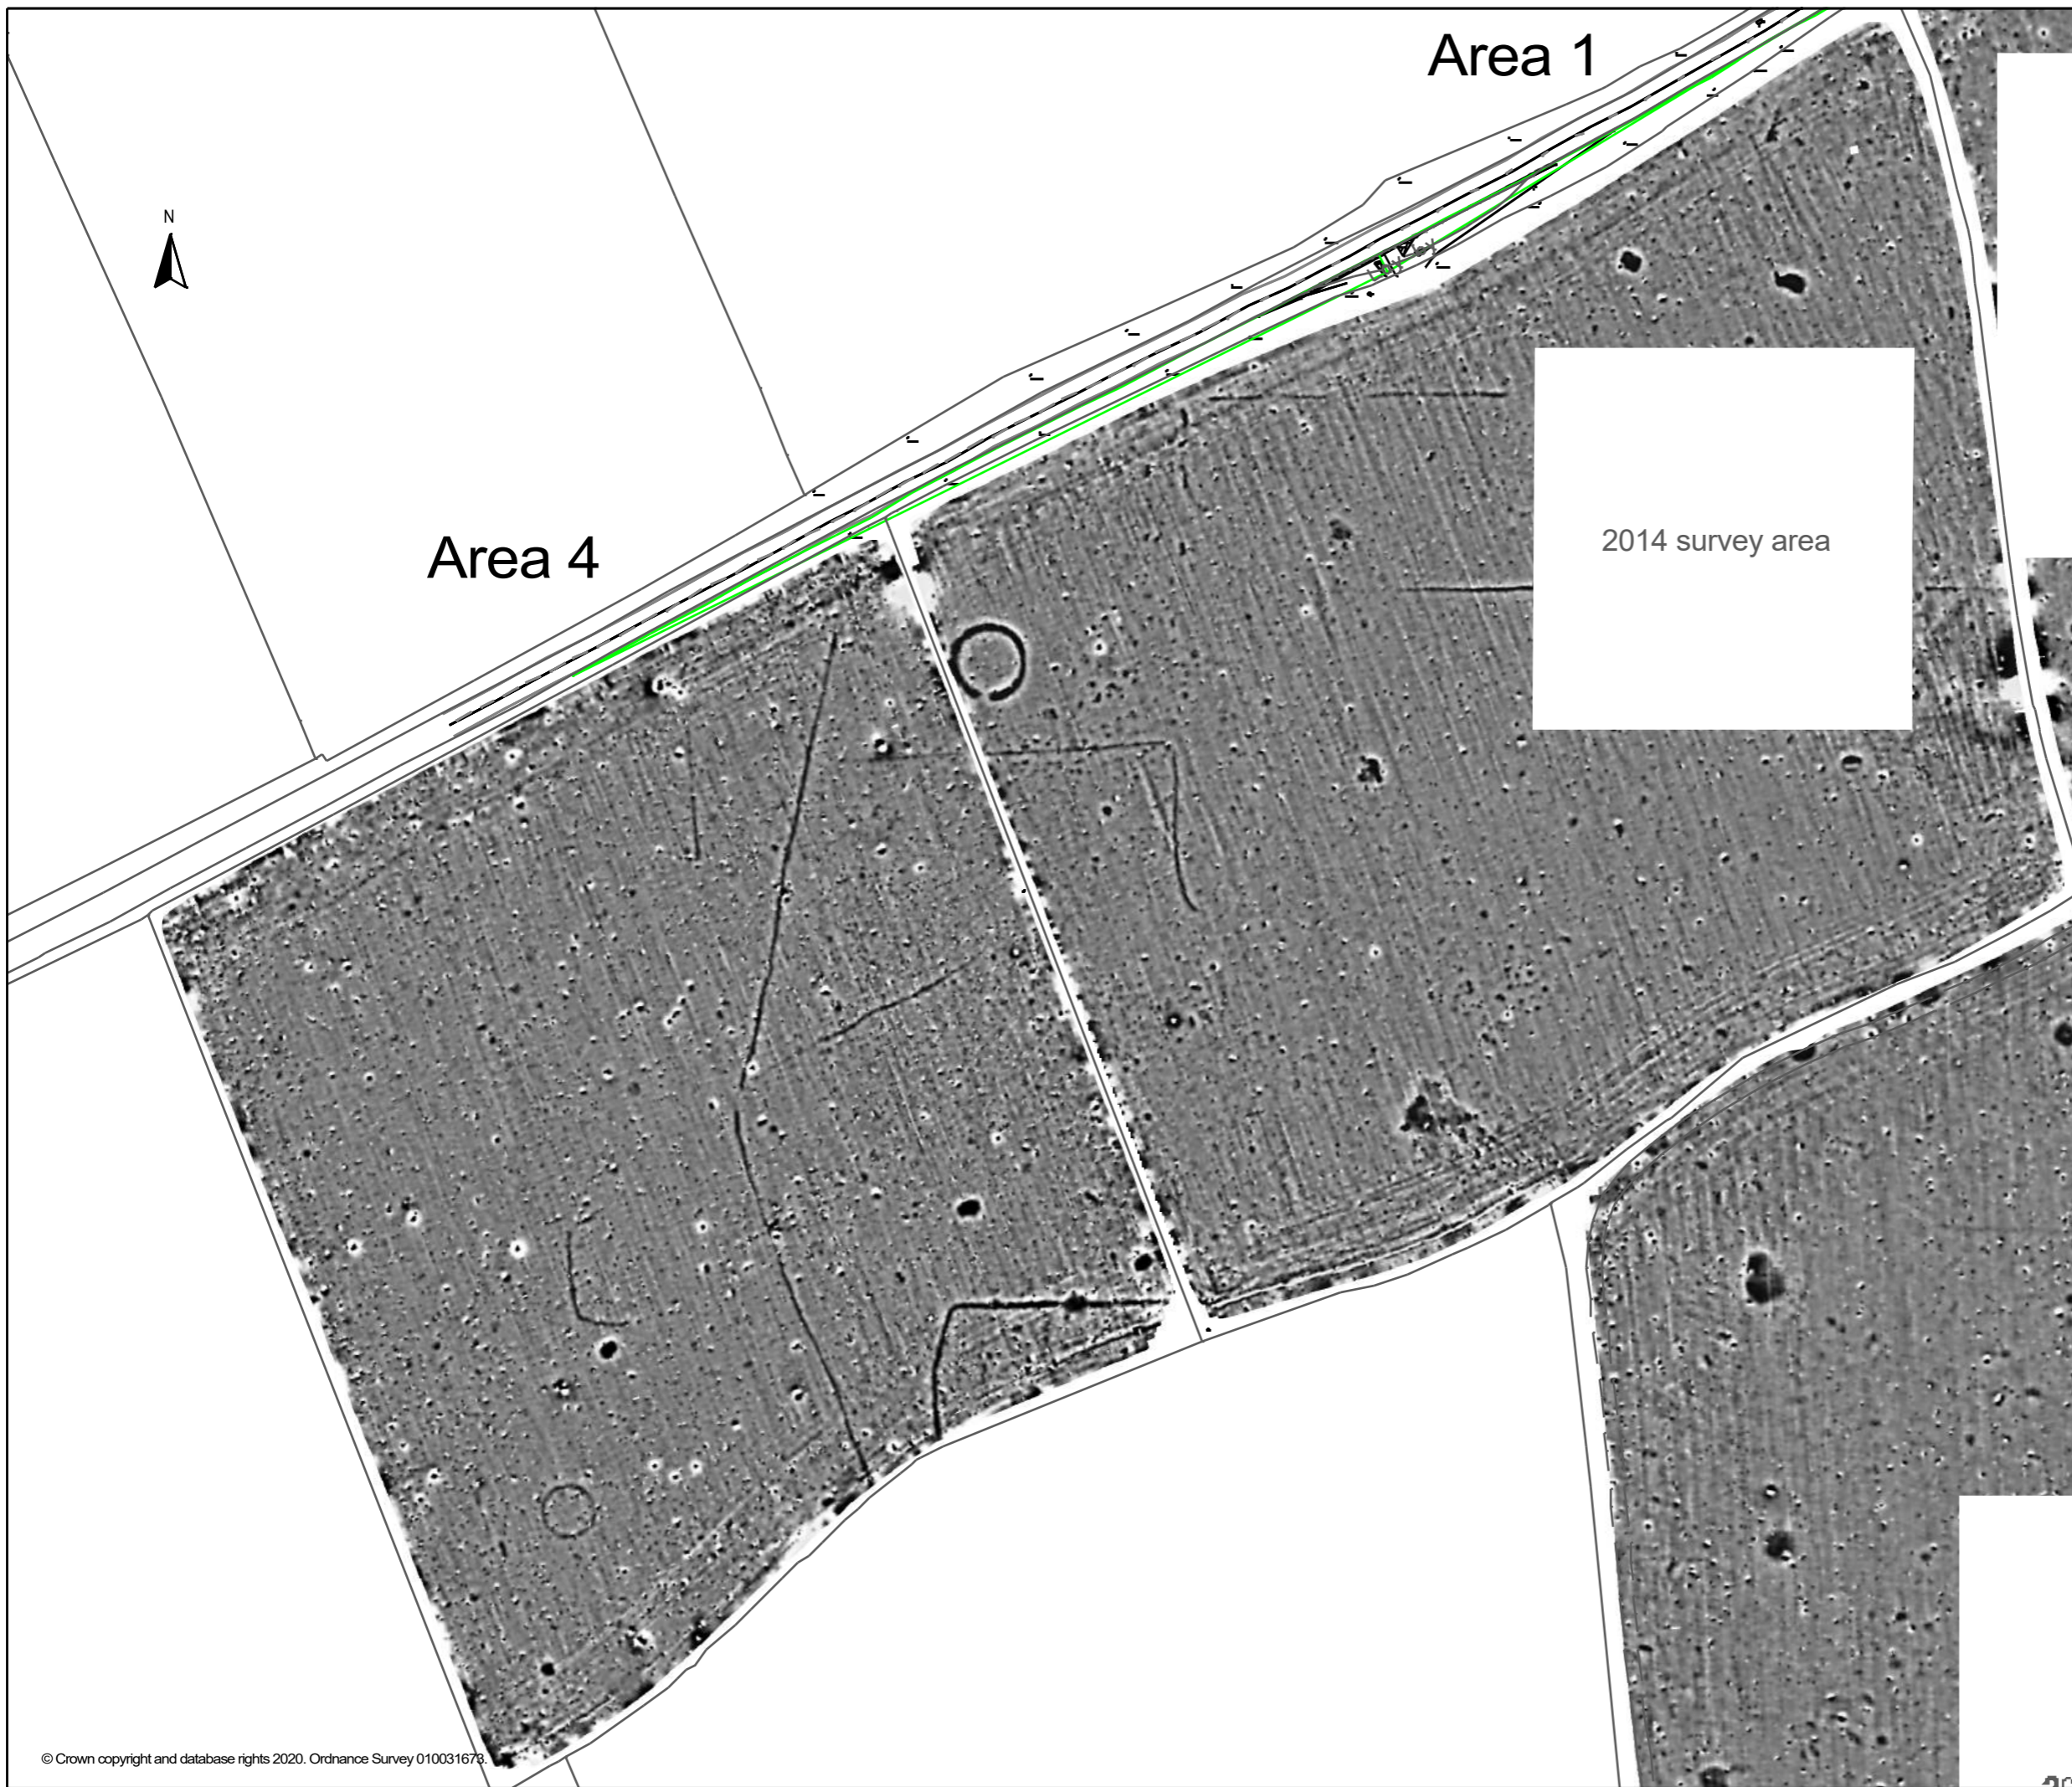 Area 1
N
2014 survey area
Area 4
© Crown copyright and database rights 2020. Ordnance Survey 010031673.